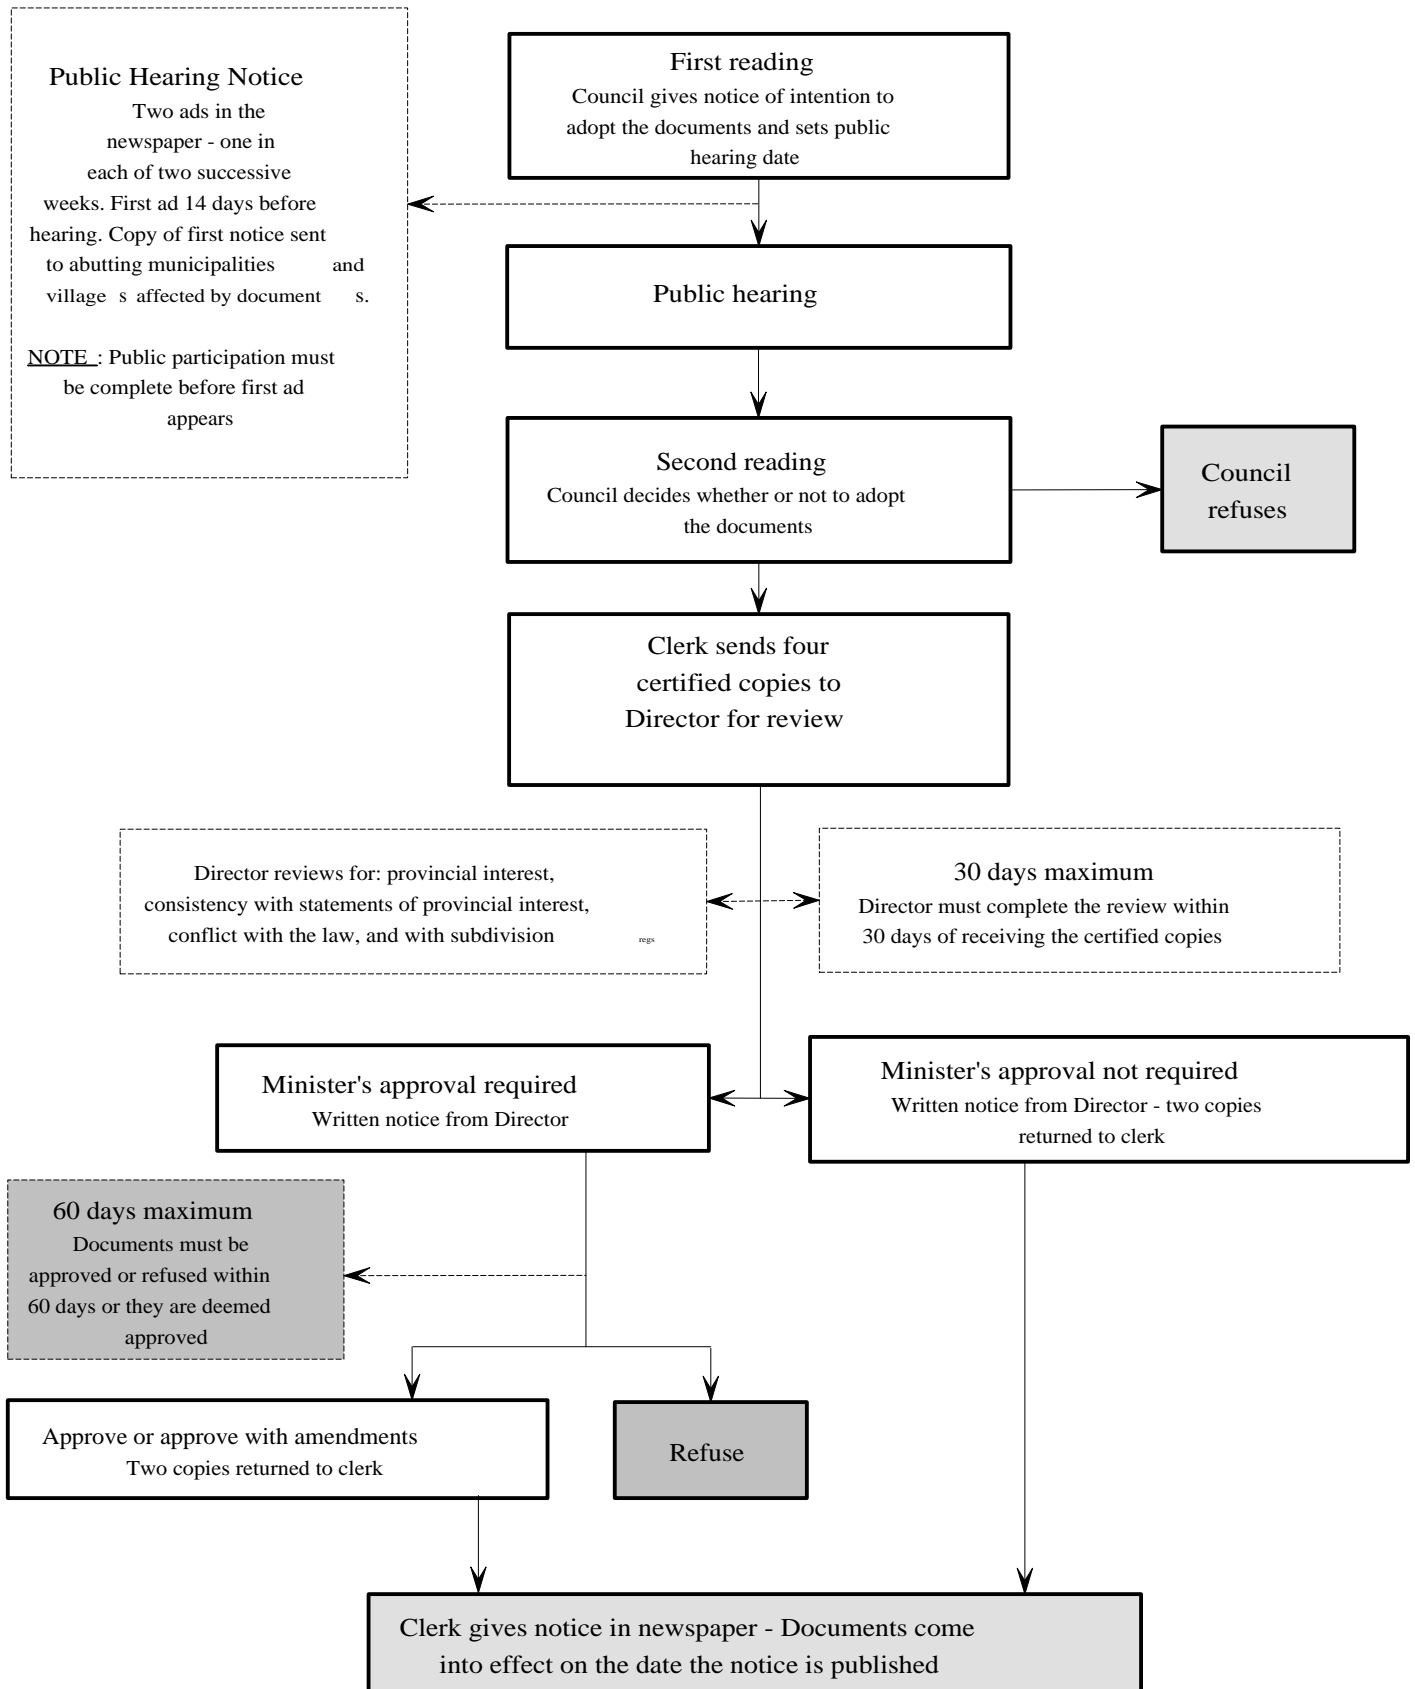 Public Hearing Notice
Two ads in the
newspaper - one in
each of two successive
weeks. First ad 14 days before
hearing. Copy of first notice sent
to abutting municipalities and
village s affected by document s.
NOTE : Public participation must
be complete before first ad
appears
First reading
Council gives notice of intention to
adopt the documents and sets public
hearing date
Public hearing
Second reading
Council decides whether or not to adopt
the documents
Council
refuses
Clerk sends four
certified copies to
Director for review
Director reviews for: provincial interest,
consistency with statements of provincial interest,
conflict with the law, and with subdivision regs
30 days maximum
Director must complete the review within
30 days of receiving the certified copies
Minister's approval required
Written notice from Director
Minister's approval not required
Written notice from Director - two copies
returned to clerk
60 days maximum
Documents must be
approved or refused within
60 days or they are deemed
approved
Approve or approve with amendments
Two copies returned to clerk
Refuse
Clerk gives notice in newspaper - Documents come
into effect on the date the notice is published